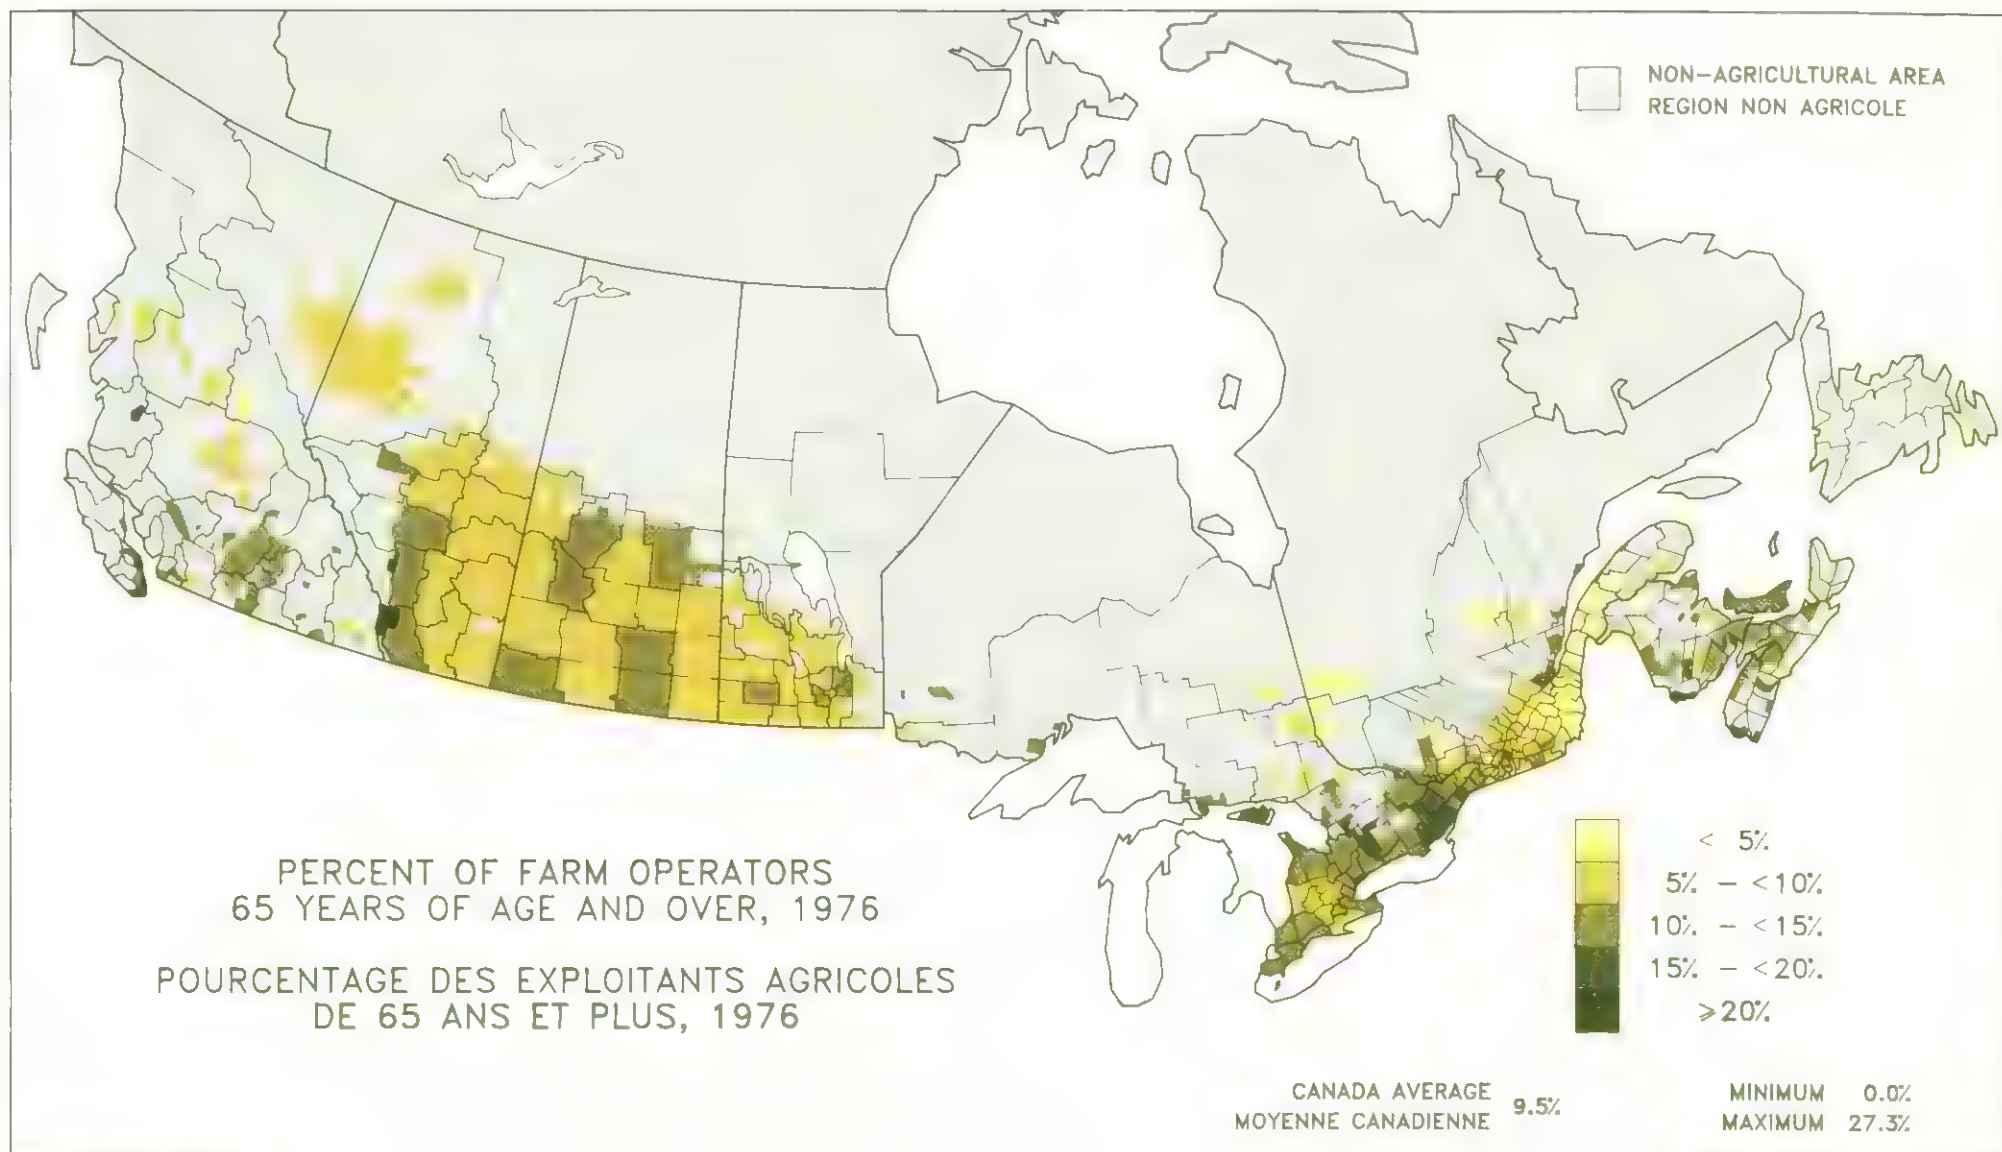 NON-AGRICULTURAL AREA
REGION NON AGRICOLE
PERCENT OF FARM OPERATORS
65 YEARS OF AGE AND OVER, 1976
POURCENTAGE DES EXPLOITANTS AGRICOLES
DE 65 ANS ET PLUS, 1976
< 5%
5% - <10%
10% - <15%
15% - <20%
⩾20%
CANADA AVERAGE
MOYENNE CANADIENNE
9.5%
MINIMUM 0.0%
MAXIMUM 27.3%